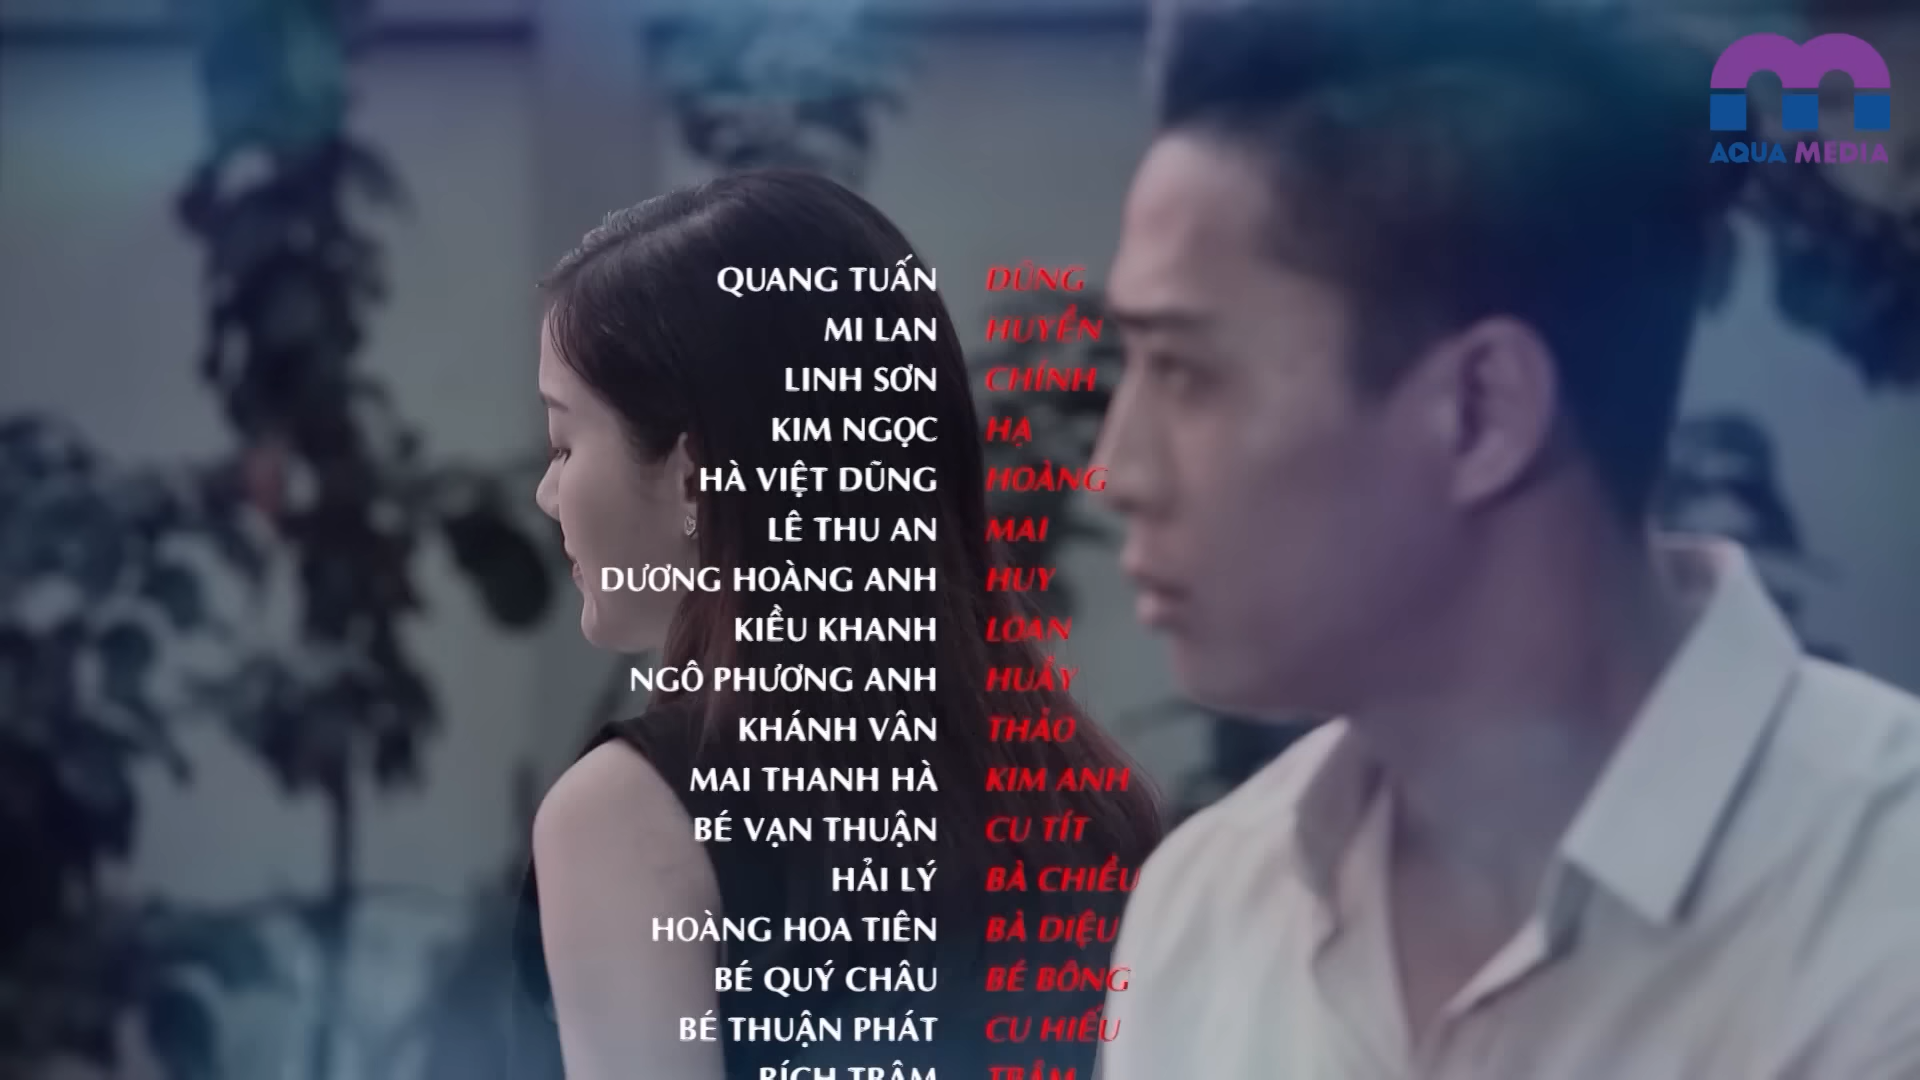 AQUA MEDIA
QUANG TUẤN DŨNG
MI LAN HUYỀN
LINH SƠN CHÍNH
KIM NGỌC HẠ
HÀ VIỆT DŨNG HOÀNG
LÊ THU AN MAI
DƯƠNG HOÀNG ANH HUY
KIỀU KHANH LOAN
NGÔ PHƯƠNG ANH HUẤY
KHÁNH VÂN THẢO
MAI THANH HÀ KIM ANH
BÉ VẠN THUẬN CU TÍT
HẢI LÝ BÀ CHIỀU
HOÀNG HOA TIÊN BÀ DIỆU
BÉ QUÝ CHÂU BÉ BÔNG
BÉ THUẬN PHÁT CU HIẾU
BÍCH TRÂM TRÂM